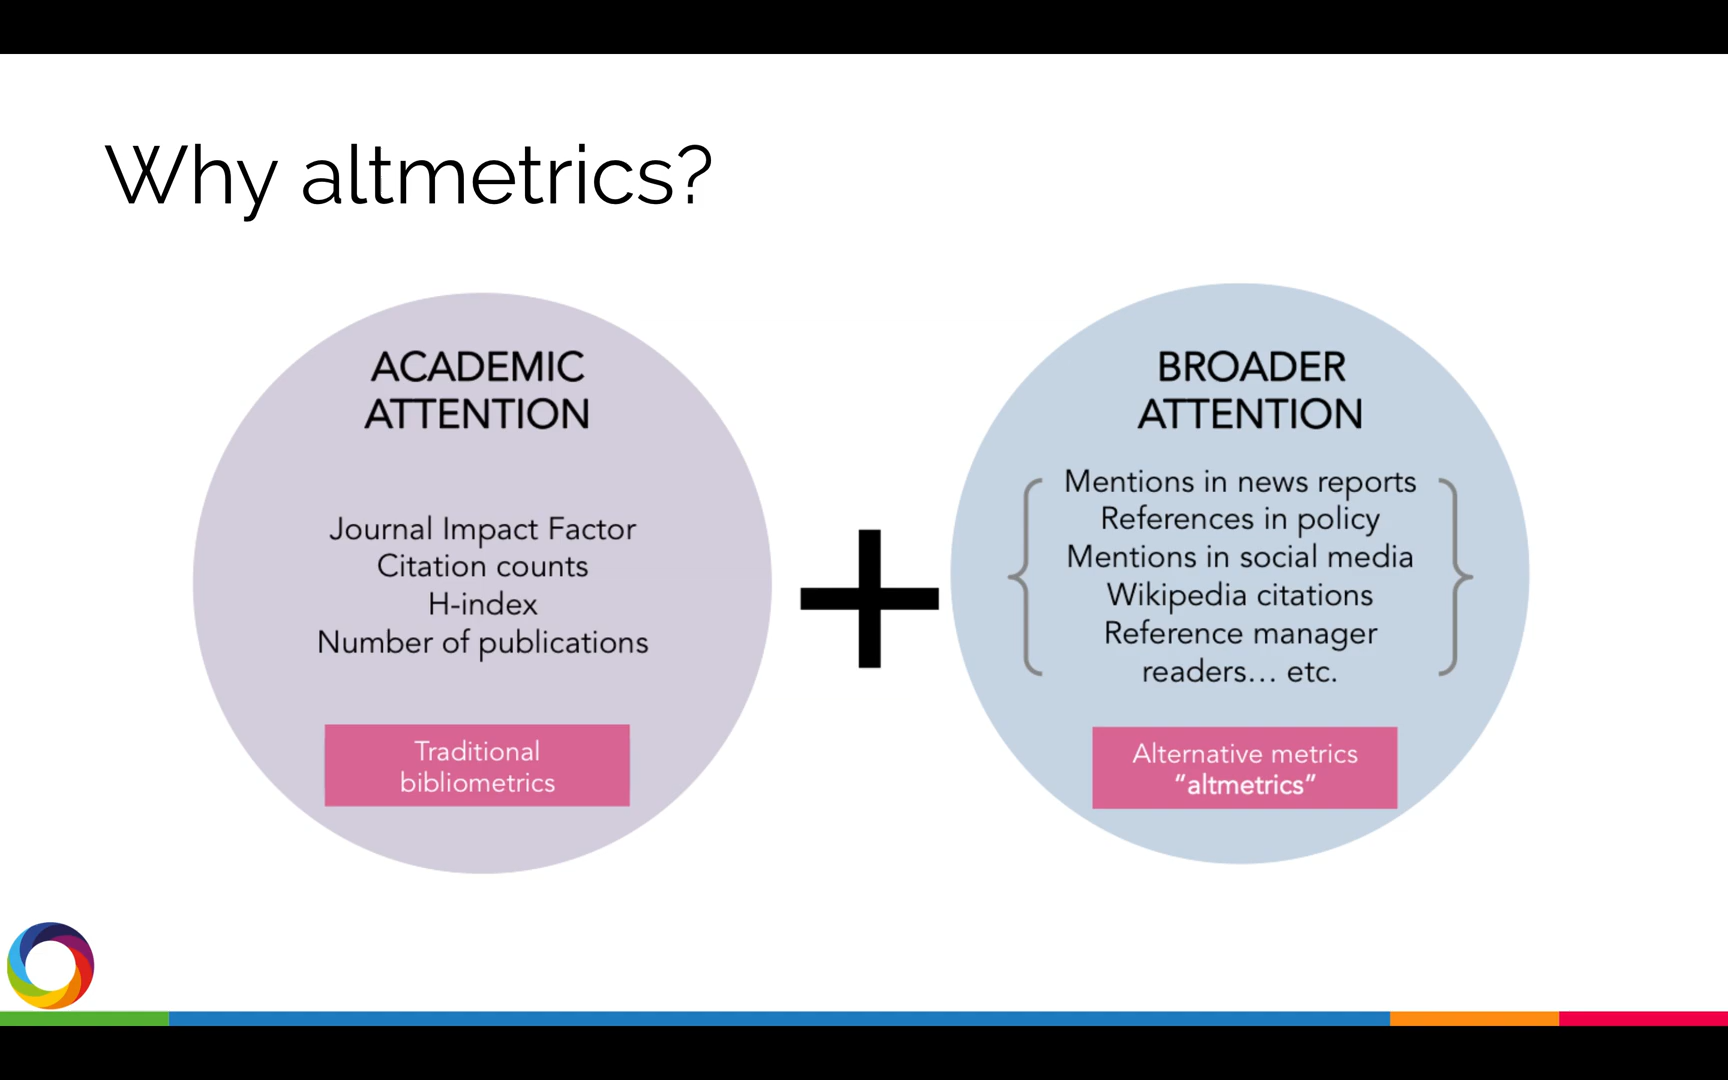 Why altmetrics?
ACADEMIC
ATTENTION
Journal Impact Factor
Citation counts
H-index
Number of publications
Traditional
bibliometrics
BROADER
ATTENTION
Mentions in news reports
References in policy
Mentions in social media
Wikipedia citations
Reference manager
readers... etc.
Alternative metrics
“altmetrics”